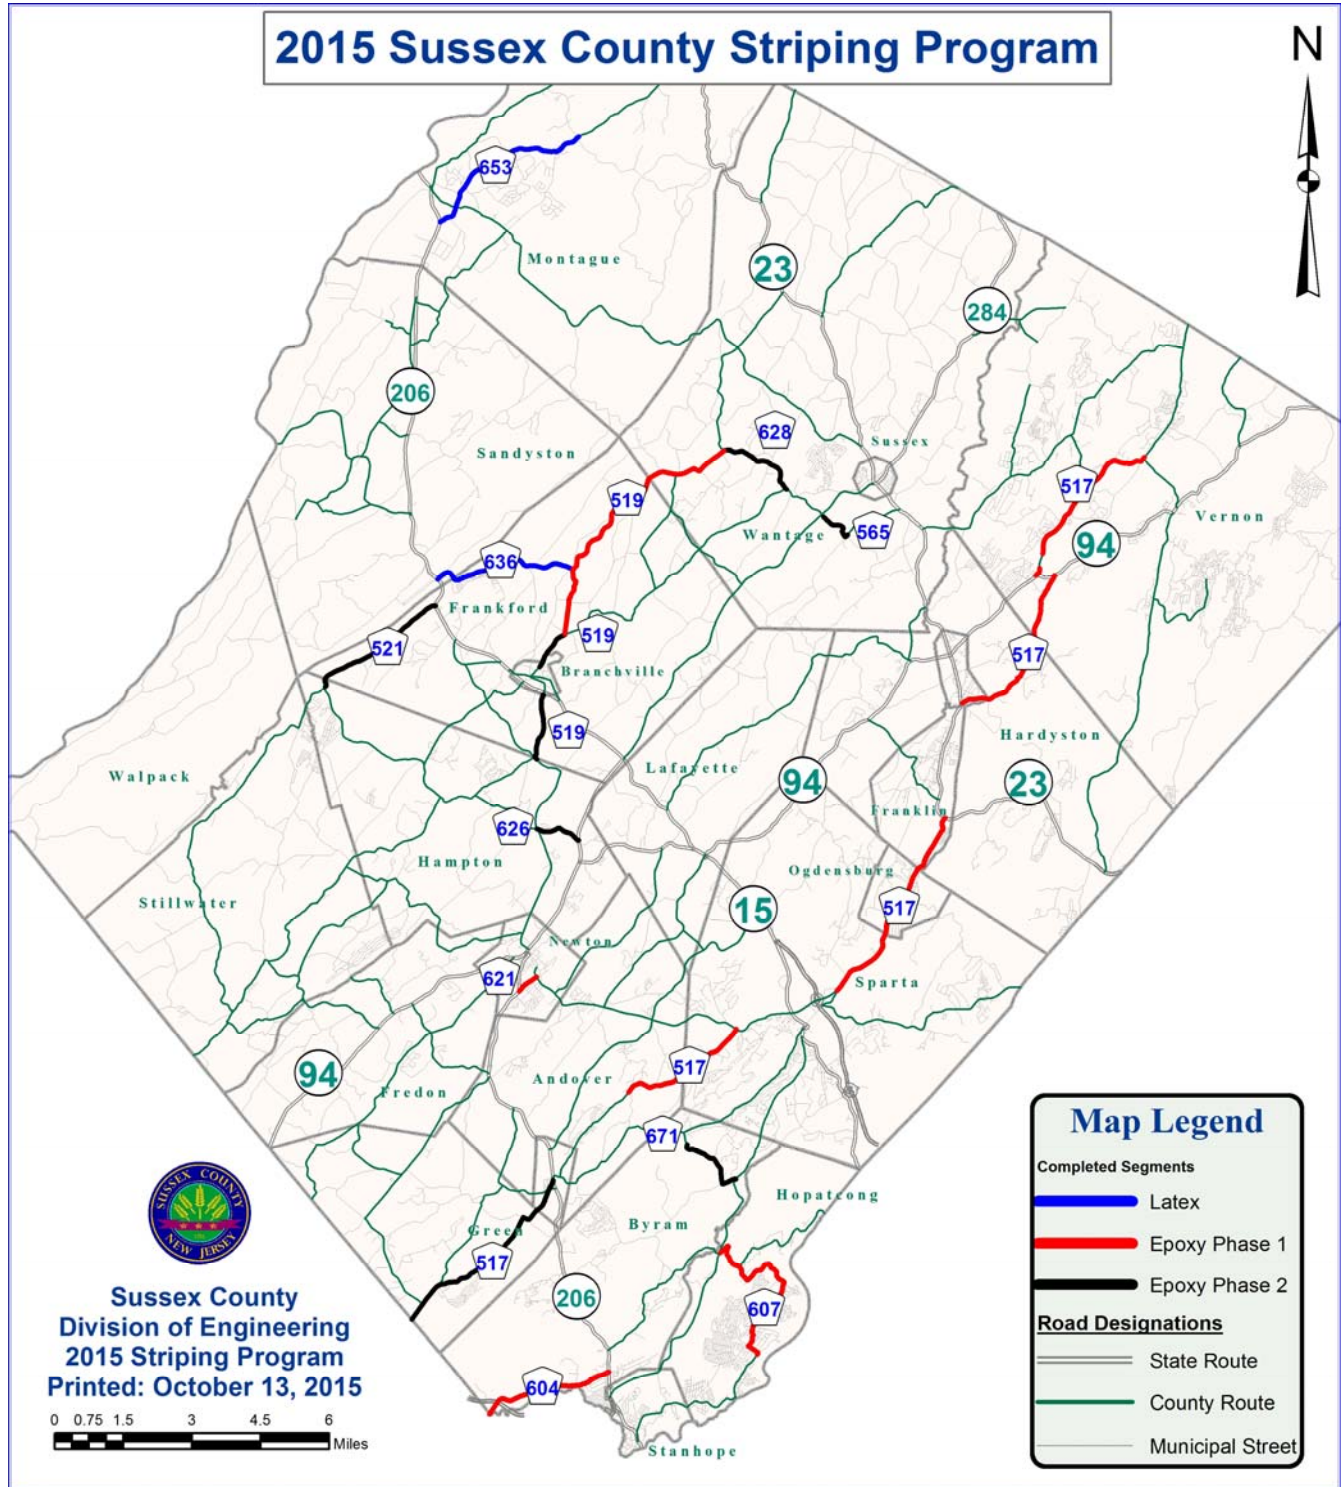 2015 Sussex County Striping Program
N
653
Montague
23
284
206
628
Sussex
Sandyston
519
517
Vernon
565
Wantage
94
636
Frankford
519
521
517
Branchville
519
Hardyston
Lafayette
Walpack
94
23
Franklin
626
Hampton
Ogdensburg
Stillwater
15
517
Newton
621
Sparta
94
517
Andover
Fredon
671
Hopatcong
Byram
Green
517
206
607
604
Stanhope
SUSSEX COUNTY
NEW JERSEY
Sussex County
Division of Engineering
2015 Striping Program
Printed: October 13, 2015
0 0.75 1.5 3 4.5 6
Miles
Map Legend
Completed Segments
Latex
Epoxy Phase 1
Epoxy Phase 2
Road Designations
State Route
County Route
Municipal Street